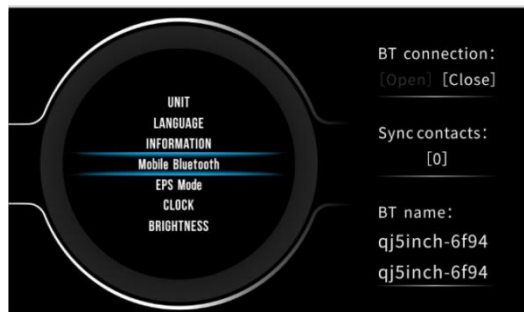 UNIT
LANGUAGE
INFORMATION
Mobile Bluetooth
EPS Mode
CLOCK
BRIGHTNESS
BT connection:
[Open] [Close]
Sync contacts:
[0]
BT name:
qj5inch-6f94
qj5inch-6f94